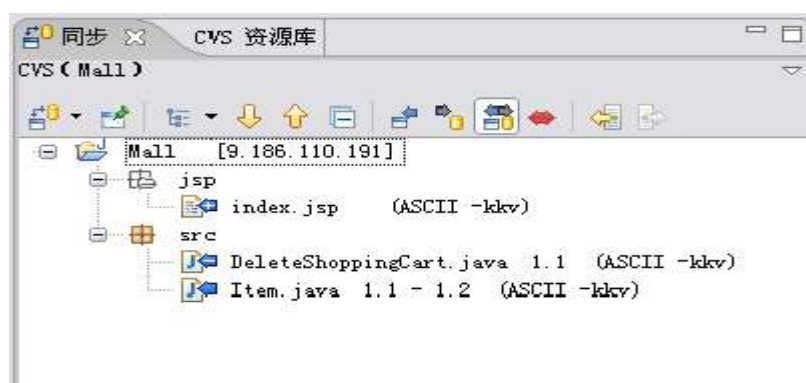 同步 CVS 资源库
CVS(Mall)
Mall [9.186.110.191]
jsp
index.jsp (ASCII -kkv)
src
DeleteShoppingCart.java 1.1 (ASCII -kkv)
Item.java 1.1 - 1.2 (ASCII -kkv)